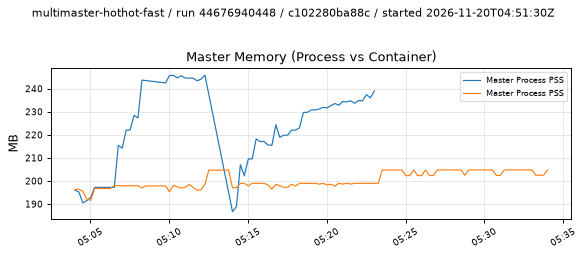 multimaster-hothot-fast / run 44676940448 / c102280ba88c / started 2026-11-20T04:51:30Z
Master Memory (Process vs Container)
Master Process PSS
Master Process PSS
MB
240
230
220
210
200
190
05:05
05:10
05:15
05:20
05:25
05:30
05:35